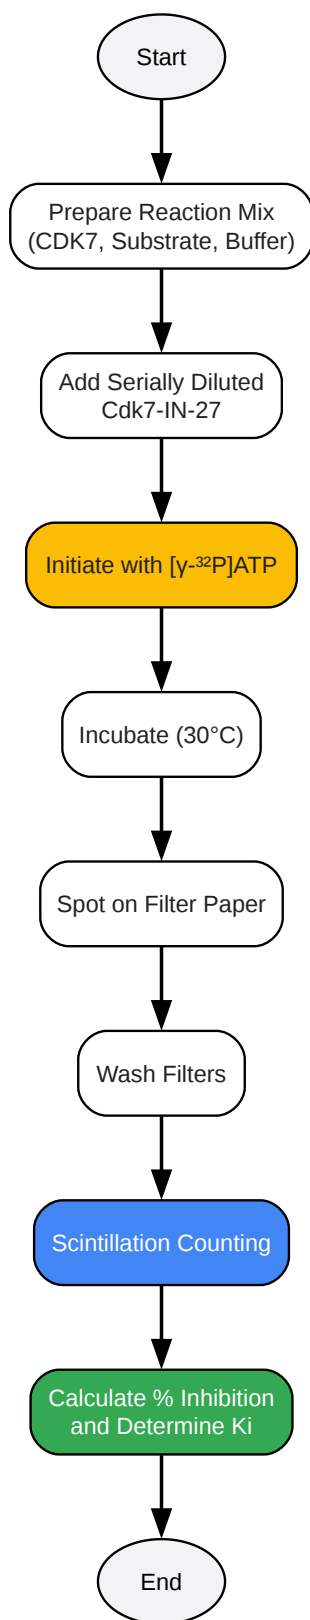 Start
Prepare Reaction Mix
(CDK7, Substrate, Buffer)
Add Serially Diluted
Cdk7-IN-27
Initiate with [γ-³²P]ATP
Incubate (30°C)
Spot on Filter Paper
Wash Filters
Scintillation Counting
Calculate % Inhibition
and Determine Ki
End